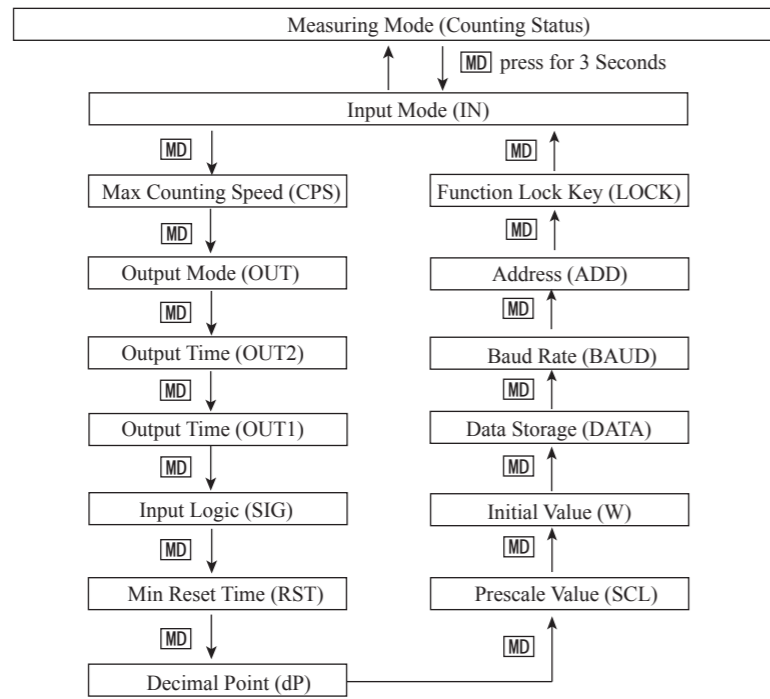 Measuring Mode (Counting Status)
MD press for 3 Seconds
Input Mode (IN)
MD
Max Counting Speed (CPS)
MD
Output Mode (OUT)
MD
Output Time (OUT2)
MD
Output Time (OUT1)
MD
Input Logic (SIG)
MD
Min Reset Time (RST)
MD
Decimal Point (dP)
MD
Prescale Value (SCL)
MD
Initial Value (W)
MD
Data Storage (DATA)
MD
Baud Rate (BAUD)
MD
Address (ADD)
MD
Function Lock Key (LOCK)
MD